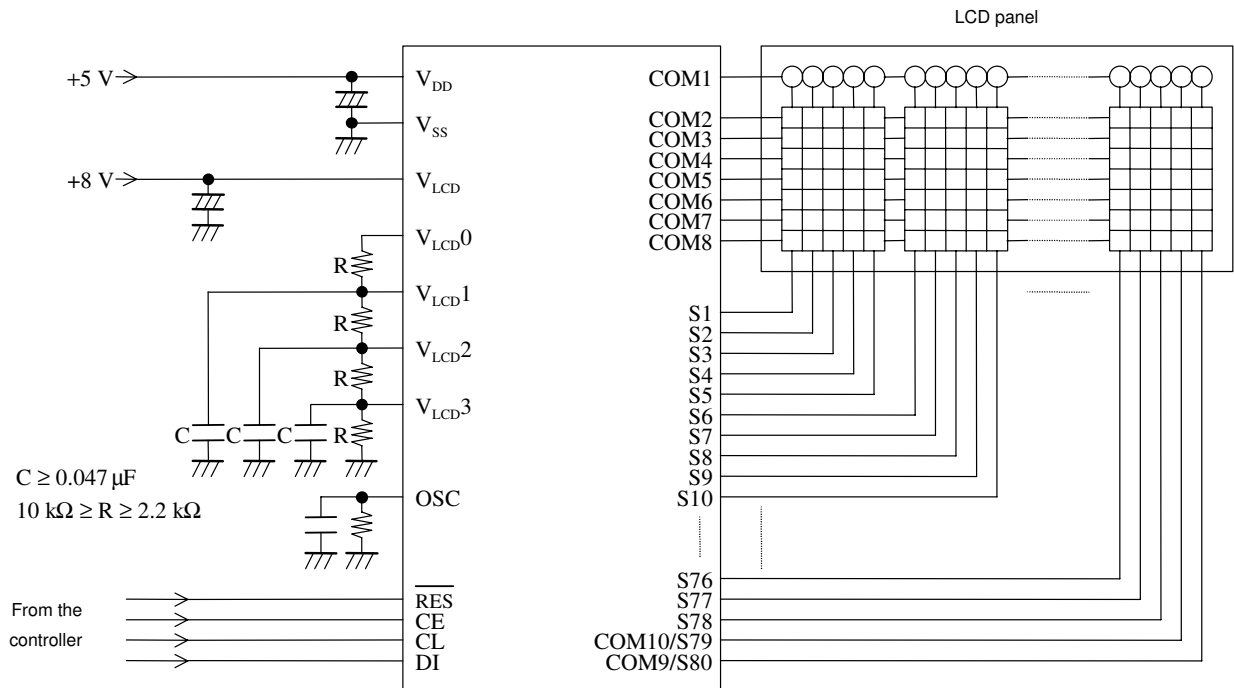 LCD panel
+5 V
VDD
COM1
VSS
COM2
COM3
COM4
+8 V
VLCD
COM5
COM6
COM7
VLCD0
COM8
R
VLCD1
S1
R
S2
VLCD2
S3
R
S4
S5
VLCD3
S6
C
C
C
R
S7
S8
C ≥ 0.047 μF
S9
OSC
S10
10 kΩ ≥ R ≥ 2.2 kΩ
S76
From the
controller
RES
S77
CE
S78
CL
COM10/S79
DI
COM9/S80